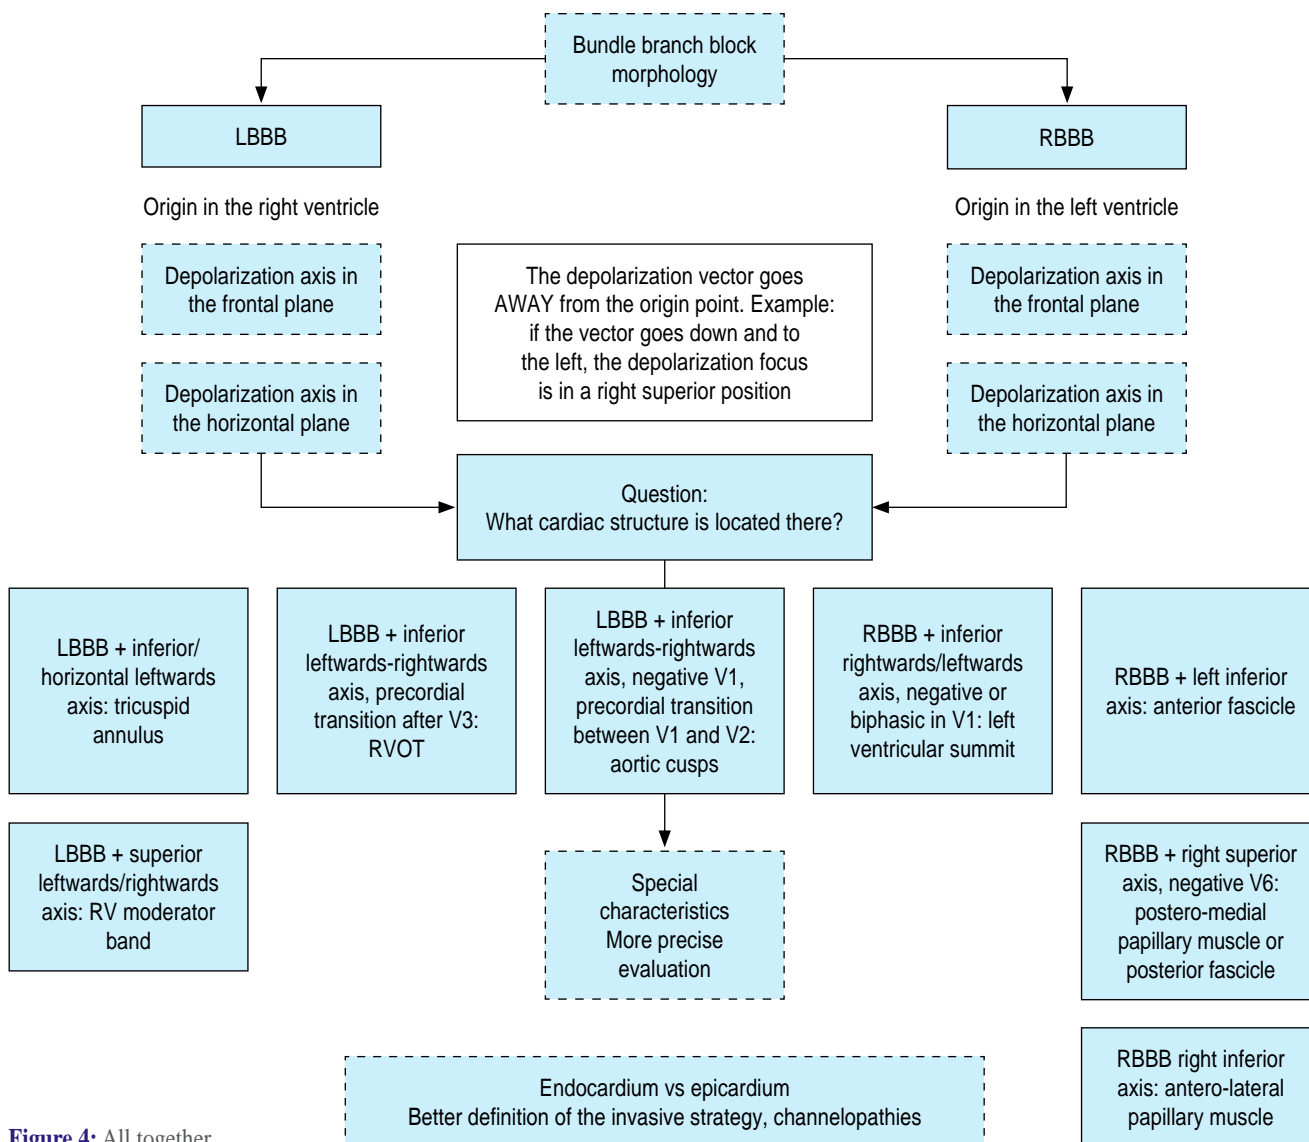 Bundle branch block
morphology
LBBB
RBBB
Origin in the right ventricle
Origin in the left ventricle
Depolarization axis in
the frontal plane
The depolarization vector goes
AWAY from the origin point. Example:
if the vector goes down and to
the left, the depolarization focus
is in a right superior position
Depolarization axis in
the frontal plane
Depolarization axis in
the horizontal plane
Depolarization axis in
the horizontal plane
Question:
What cardiac structure is located there?
LBBB + inferior/
horizontal leftwards
axis: tricuspid
annulus
LBBB + inferior
leftwards-rightwards
axis, precordial
transition after V3:
RVOT
LBBB + inferior
leftwards-rightwards
axis, negative V1,
precordial transition
between V1 and V2:
aortic cusps
RBBB + inferior
rightwards/leftwards
axis, negative or
biphasic in V1: left
ventricular summit
RBBB + left inferior
axis: anterior fascicle
LBBB + superior
leftwards/rightwards
axis: RV moderator
band
Special
characteristics
More precise
evaluation
RBBB + right superior
axis, negative V6:
postero-medial
papillary muscle or
posterior fascicle
Endocardium vs epicardium
Better definition of the invasive strategy, channelopathies
RBBB right inferior
axis: antero-lateral
papillary muscle
Figure 4: All together